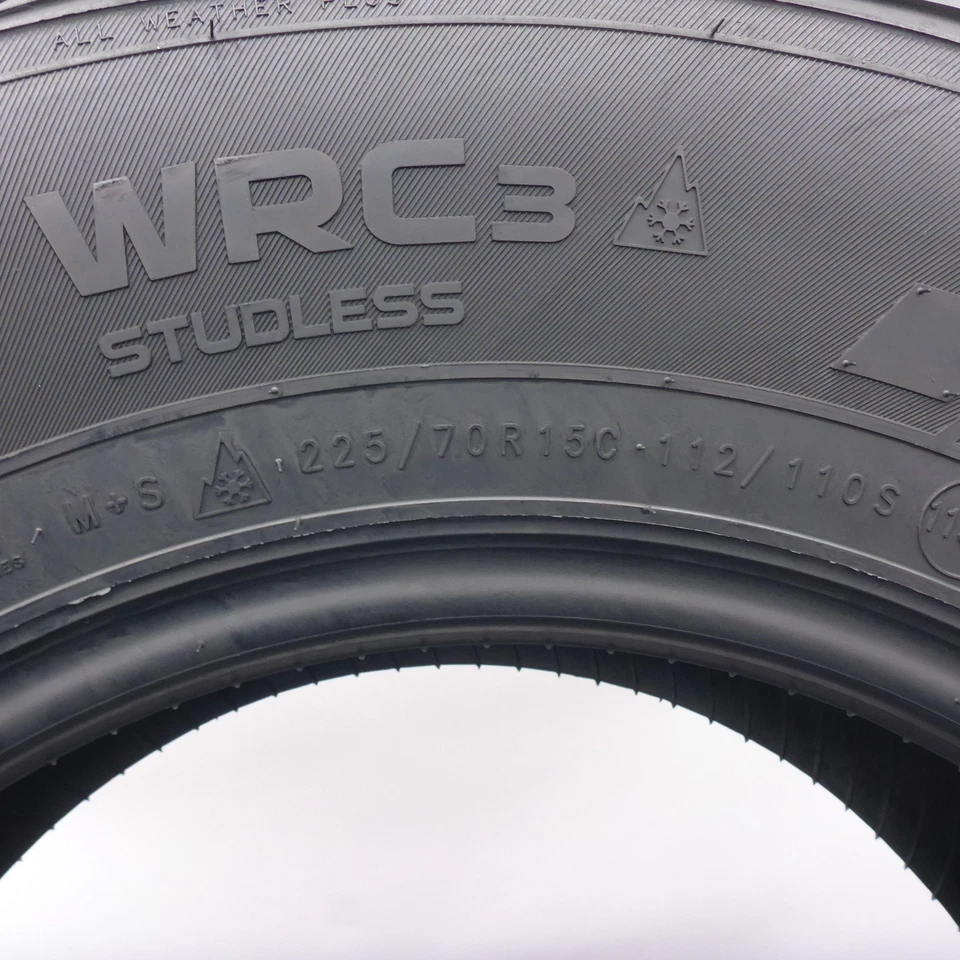 ALL WEATHER PLUS
WRC3
STUDLESS
M+S 225/70R15C 112/110S